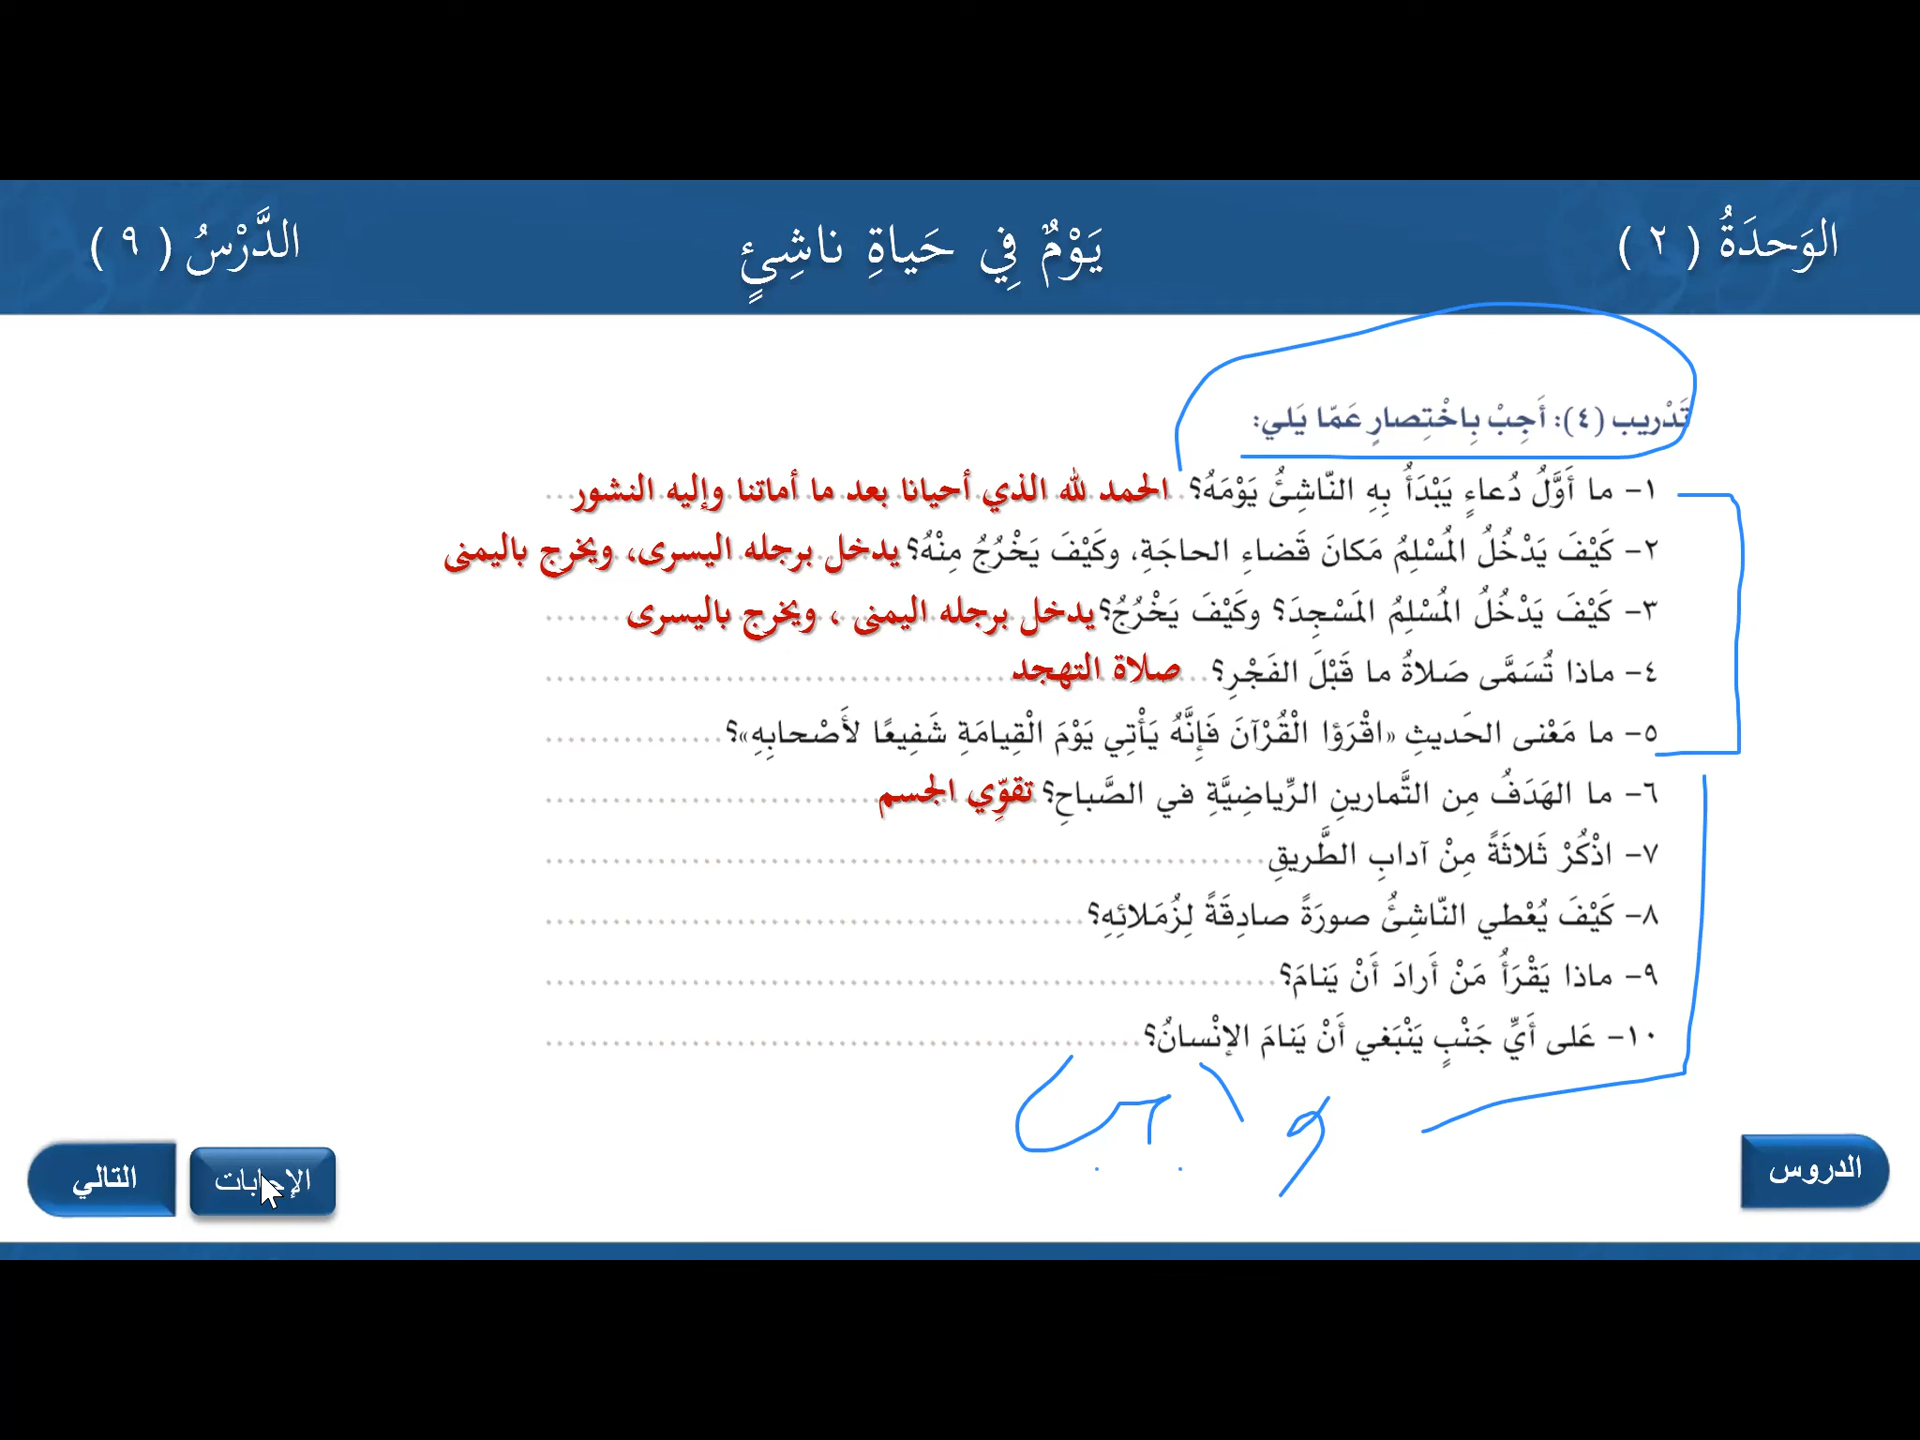 الوَحدَةُ ( ٢ )
يَوْمٌ فِي حَياةِ ناشِئٍ
الدَّرْسُ ( ٩ )
تَدْريب (٤): أَجِبْ بِاخْتِصارٍ عَمّا يَلي:
١- ما أَوَّلُ دُعاءٍ يَبْدَأُ بِهِ النّاشِئُ يَوْمَهُ؟ الحمد لله الذي أحيانا بعد ما أماتنا وإليه النشور
٢- كَيْفَ يَدْخُلُ المُسْلِمُ مَكانَ قَضاءِ الحاجَةِ، وكَيْفَ يَخْرُجُ مِنْهُ؟ يدخل برجله اليسرى، ويخرج باليمنى
٣- كَيْفَ يَدْخُلُ المُسْلِمُ المَسْجِدَ؟ وكَيْفَ يَخْرُجُ؟ يدخل برجله اليمنى ، ويخرج باليسرى
٤- ماذا تُسَمَّى صَلاةُ ما قَبْلَ الفَجْرِ؟ صلاة التهجد
٥- ما مَعْنى الحَديثِ «اقْرَؤا الْقُرْآنَ فَإِنَّهُ يَأْتِي يَوْمَ الْقِيامَةِ شَفِيعًا لأَصْحابِهِ»؟
٦- ما الهَدَفُ مِن التَّمارينِ الرِّياضِيَّةِ في الصَّباحِ؟ تقوِّي الجسم
٧- اذْكُرْ ثَلاثَةً مِنْ آدابِ الطَّريقِ
٨- كَيْفَ يُعْطي النّاشِئُ صورَةً صادِقَةً لِزُمَلائِهِ؟
٩- ماذا يَقْرَأُ مَنْ أَرادَ أَنْ يَنامَ؟
١٠- عَلى أَيِّ جَنْبٍ يَنْبَغي أَنْ يَنامَ الإنْسانُ؟
واجب
الدروس
الإجابات
التالي